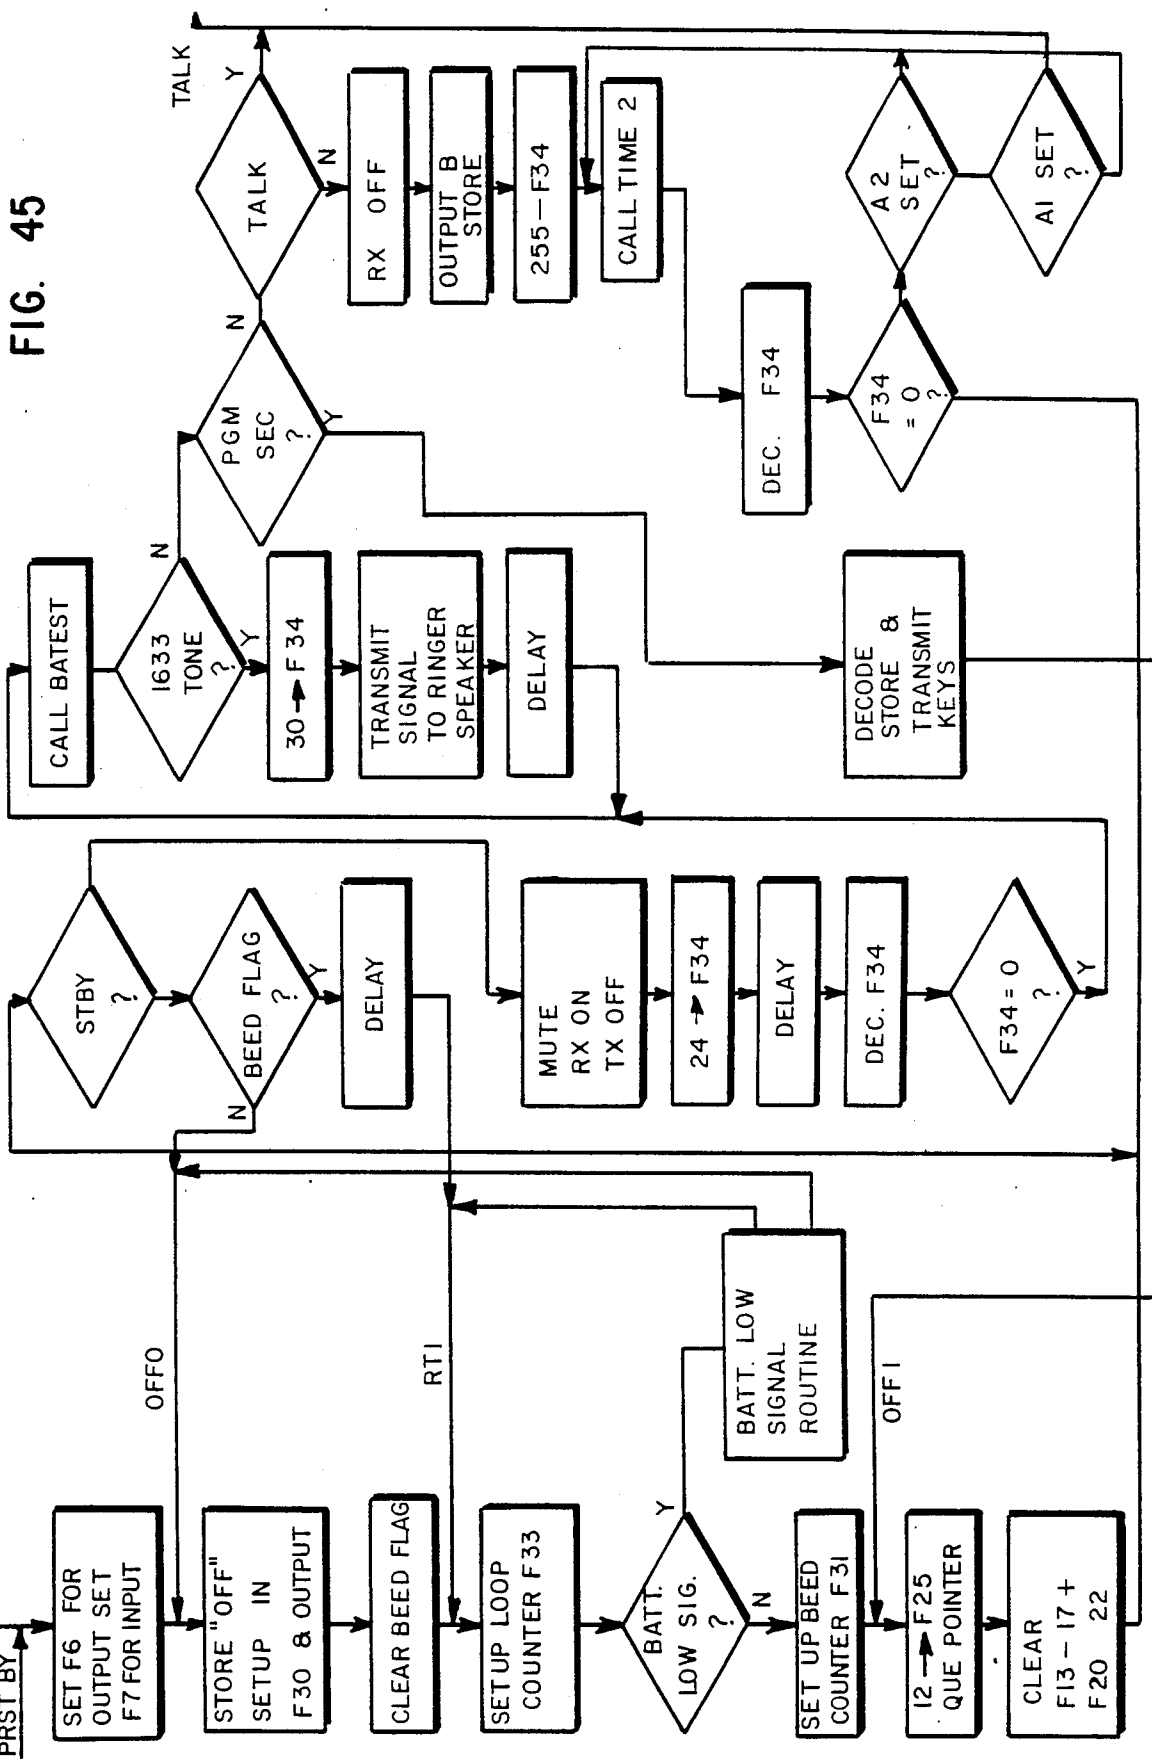 FIG. 45
PRST BY
SET F6 FOR
OUTPUT SET
F7 FOR INPUT
OFF0
STORE "OFF"
SETUP IN
F30 & OUTPUT
CLEAR BEED FLAG
RT1
SET UP LOOP
COUNTER F33
BATT.
LOW SIG.
?
Y
N
BATT. LOW
SIGNAL
ROUTINE
SET UP BEED
COUNTER F31
OFF1
12→F25
QUE POINTER
CLEAR
F13-17+
F20 22
STBY
?
BEED FLAG
?
N
Y
DELAY
MUTE
RX ON
TX OFF
24→F34
DELAY
DEC. F34
F34=0
?
Y
CALL BATEST
1633
TONE
?
N
Y
30→F34
TRANSMIT
SIGNAL
TO RINGER
SPEAKER
DELAY
PGM
SEC
?
N
Y
DECODE
STORE &
TRANSMIT
KEYS
TALK
TALK
Y
N
RX OFF
OUTPUT B
STORE
255—F34
CALL TIME 2
DEC. F34
F34
= 0
?
A2
SET
?
A1 SET
?